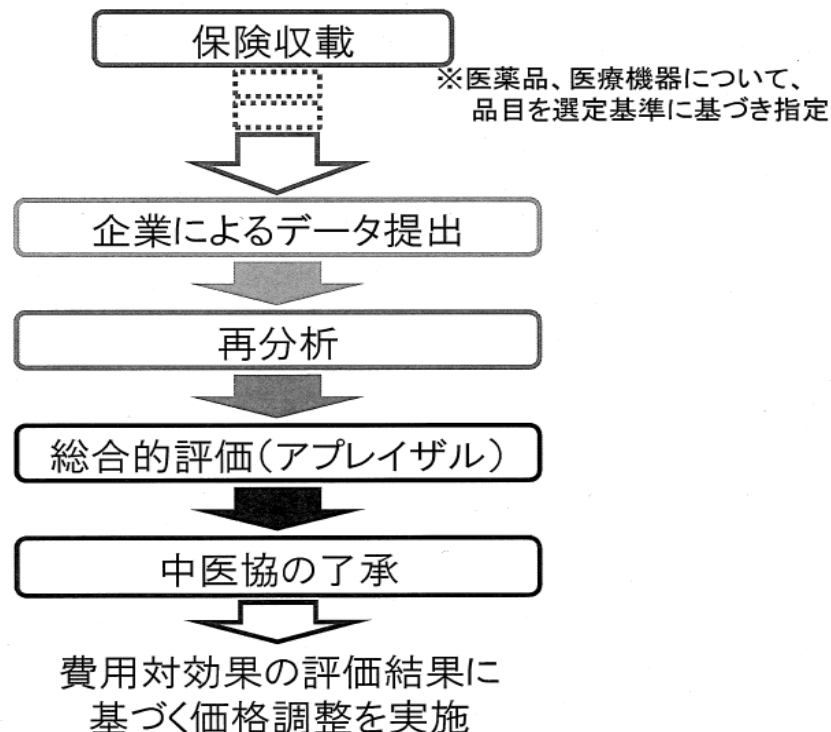 保険収載
※医薬品、医療機器について、
品目を選定基準に基づき指定
企業によるデータ提出
再分析
総合的評価(アプレイザル)
中医協の了承
費用対効果の評価結果に
基づく価格調整を実施